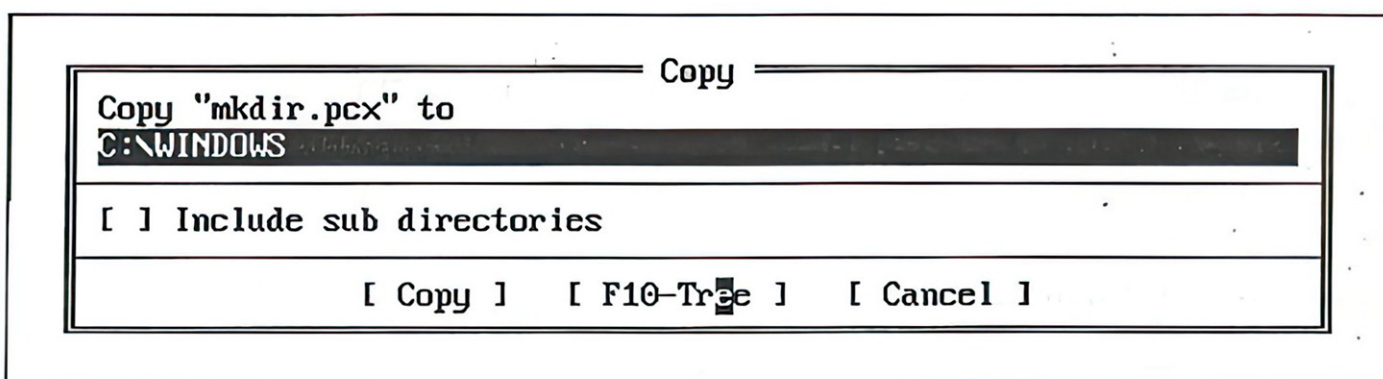 Copy
Copy "mkdir.pcx" to
C:\WINDOWS
[ ] Include sub directories
[ Copy ] [ F10-Tree ] [ Cancel ]